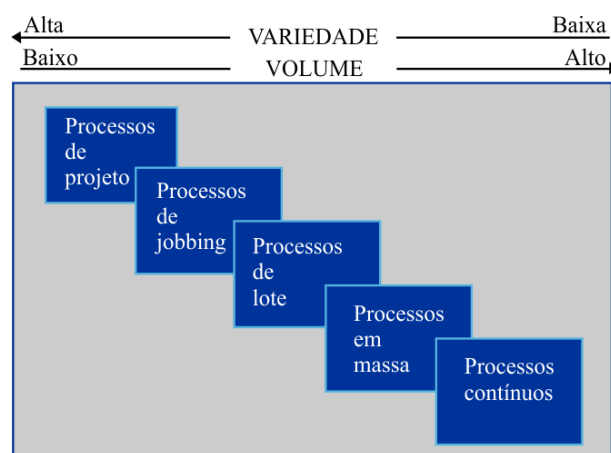 Alta Baixa
VARIEDADE
Baixo Alto
VOLUME
Processos
de
projeto
Processos
de
jobbing
Processos
de
lote
Processos
em
massa
Processos
contínuos